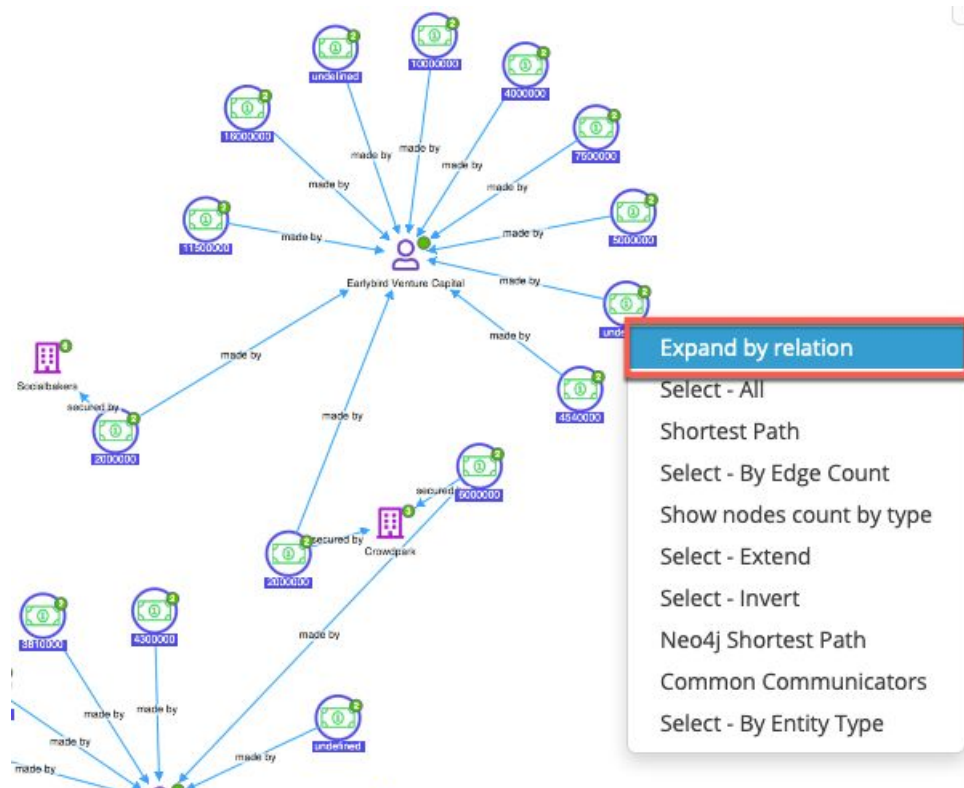 undefined
10000000
4000000
16000000
7500000
made by
made by
made by
made by
made by
11500000
made by
made by
5000000
Earlybird Venture Capital
made by
Expand by relation
Select - All
Shortest Path
Select - By Edge Count
Show nodes count by type
Select - Extend
Select - Invert
Neo4j Shortest Path
Common Communicators
Select - By Entity Type
made by
made by
Socialbakers
secured by
2000000
4540000
made by
6000000
secured
Crowdpark
secured by
2000000
made by
8810000
4300000
made by
made by
undefined
made by
made by
made by